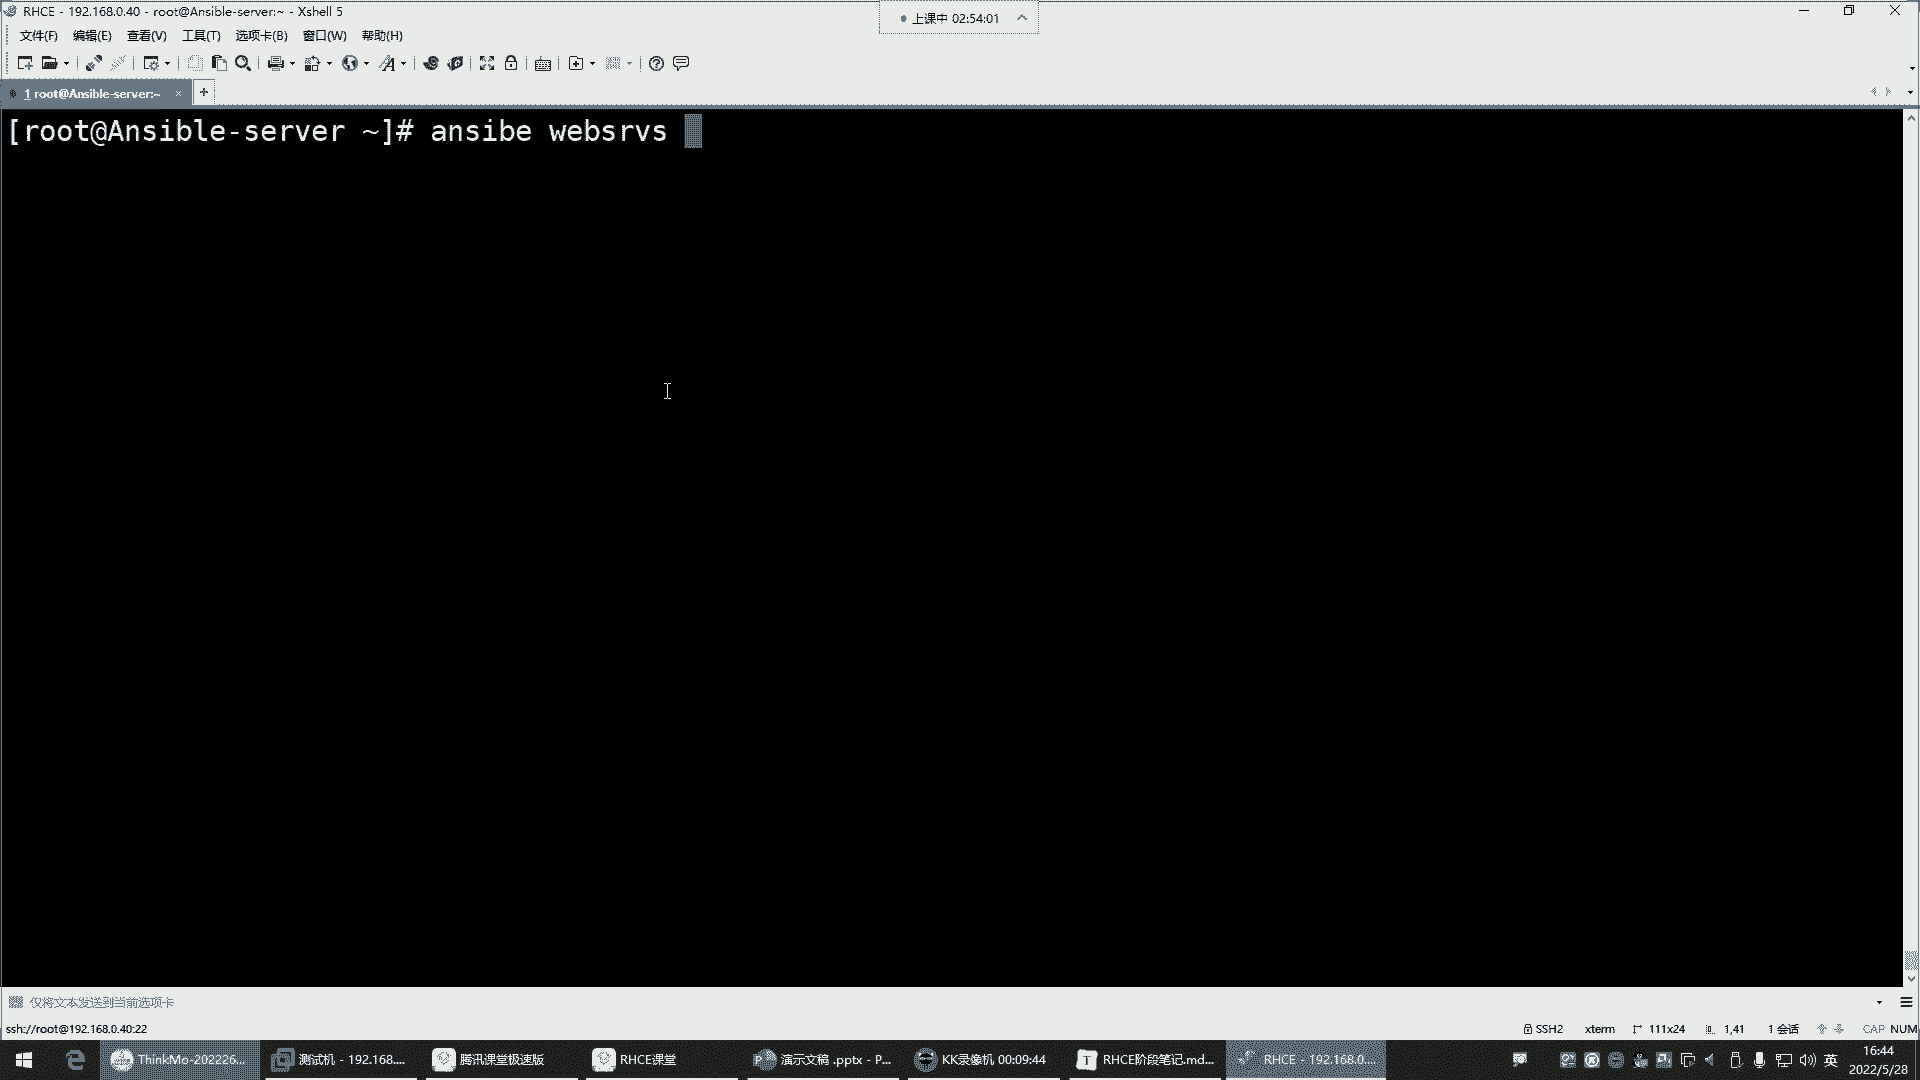 RHCE - 192.168.0.40 - root@Ansible-server:~ - Xshell 5
上课中 02:54:01
文件(F) 编辑(E) 查看(V) 工具(T) 选项卡(B) 窗口(W) 帮助(H)
1 root@Ansible-server:~ × +
[root@Ansible-server ~]# ansibe websrvs
仅将文本发送到当前选项卡
ssh://root@192.168.0.40:22 SSH2 xterm 111x24 1,41 1 会话 CAP NUM
ThinkMo-202226... 测试机 - 192.168.... 腾讯课堂极速版 RHCE课堂 演示文稿 .pptx - P... KK录像机 00:09:44 RHCE阶段笔记.md... RHCE - 192.168.0.... 英 16:44
2022/5/28